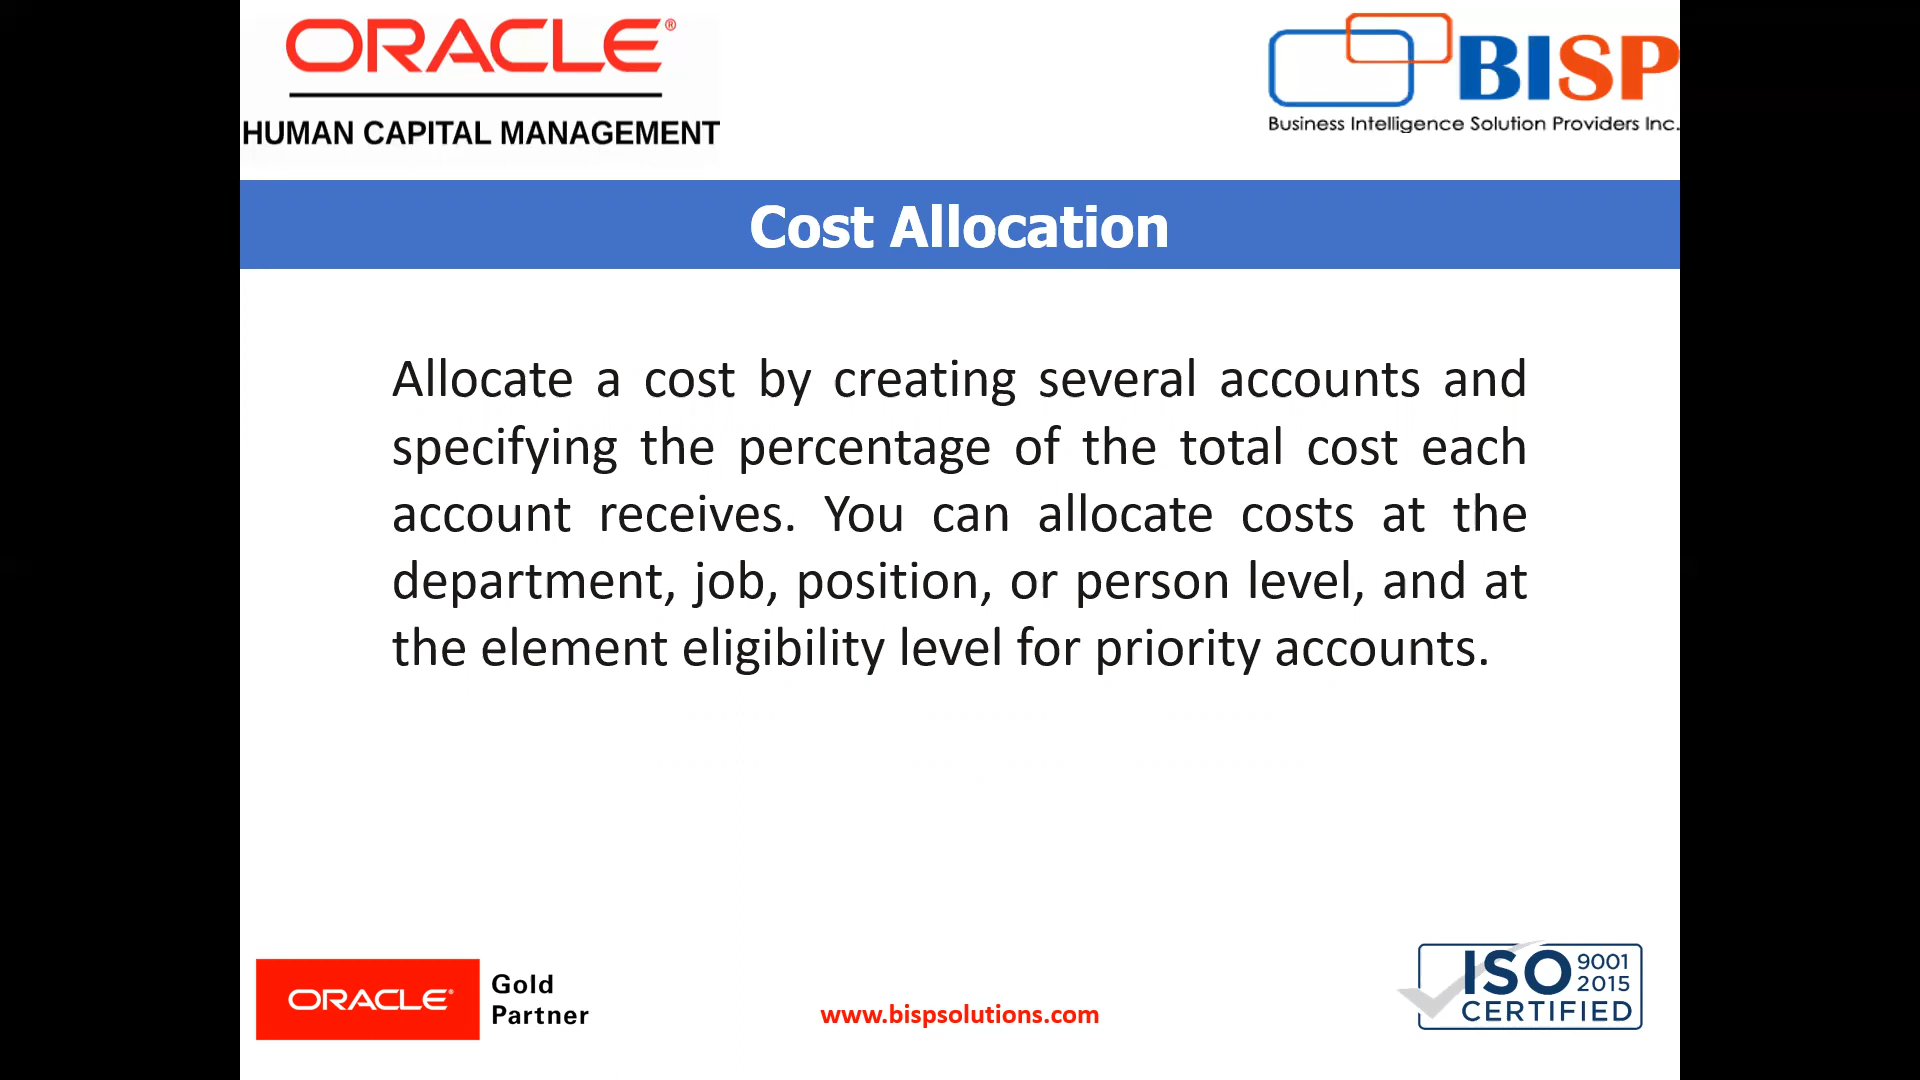 ORACLE®
HUMAN CAPITAL MANAGEMENT
BISP
Business Intelligence Solution Providers Inc.
Cost Allocation
Allocate a cost by creating several accounts and
specifying the percentage of the total cost each
account receives. You can allocate costs at the
department, job, position, or person level, and at
the element eligibility level for priority accounts.
ORACLE®
Gold
Partner
www.bispsolutions.com
ISO 9001
2015
CERTIFIED